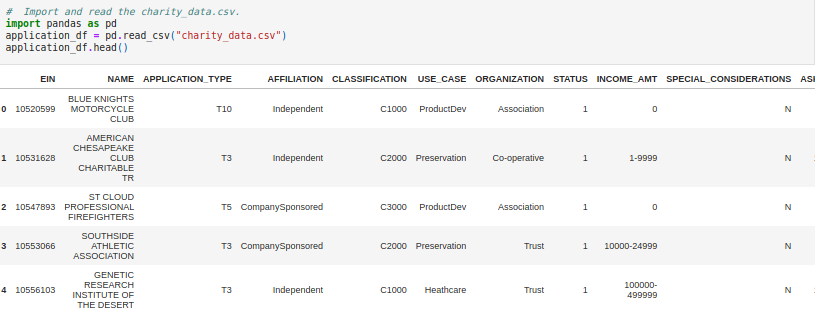 #  Import and read the charity_data.csv.
import pandas as pd
application_df = pd.read_csv("charity_data.csv")
application_df.head()
EIN NAME APPLICATION_TYPE AFFILIATION CLASSIFICATION USE_CASE ORGANIZATION STATUS INCOME_AMT SPECIAL_CONSIDERATIONS
BLUE KNIGHTS
0 10520599 MOTORCYCLE T10 Independent C1000 ProductDev Association 1 0 N
CLUB
AMERICAN
CHESAPEAKE
1 10531628 CLUB T3 Independent C2000 Preservation Co-operative 1 1-9999 N
CHARITABLE
TR
ST CLOUD
2 10547893 PROFESSIONAL T5 CompanySponsored C3000 ProductDev Association 1 0 N
FIREFIGHTERS
SOUTHSIDE
3 10553066 ATHLETIC T3 CompanySponsored C2000 Preservation Trust 1 10000-24999 N
ASSOCIATION
GENETIC
RESEARCH 100000-
4 10556103 T3 Independent C1000 Heathcare Trust 1 N
INSTITUTE OF 499999
THE DESERT